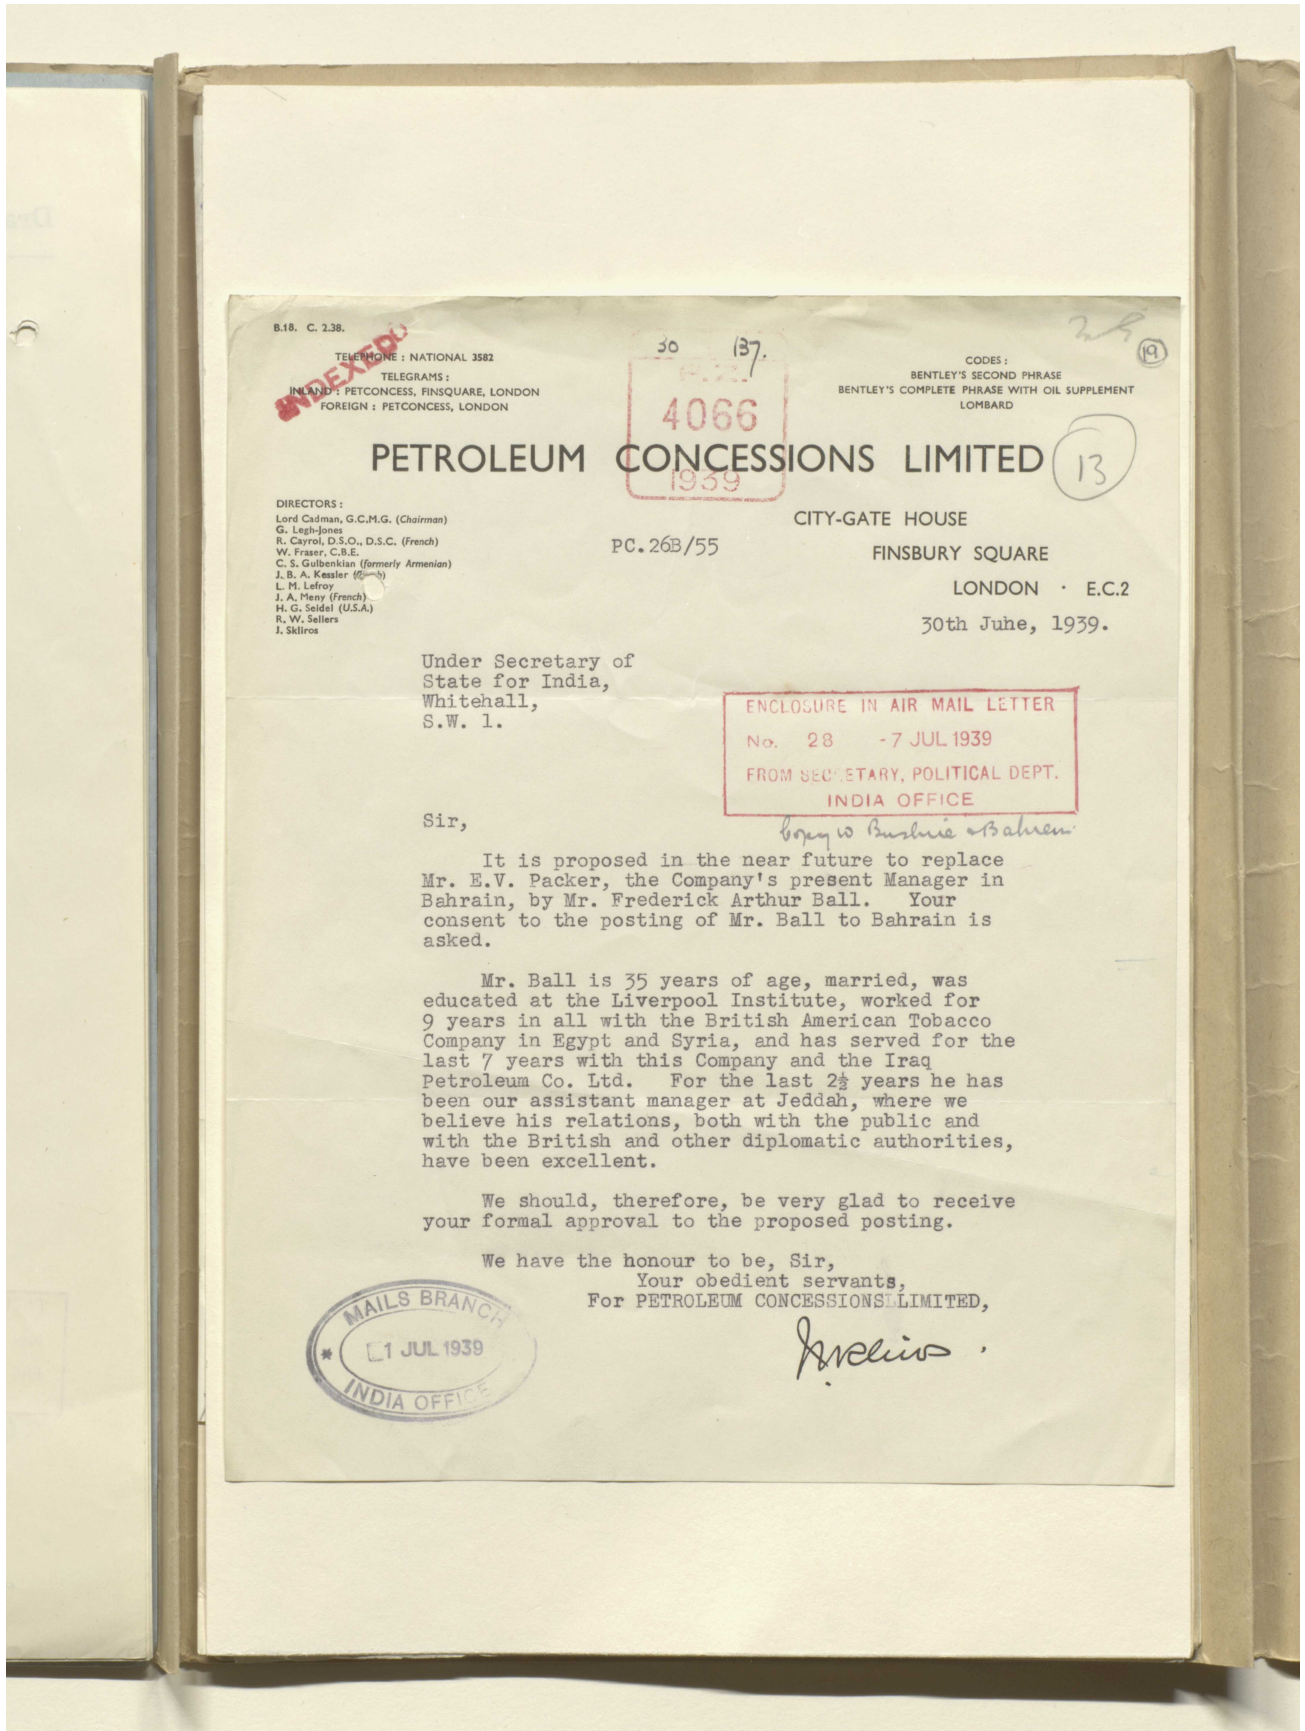 B.18. C. 2.38.
INDEXED
TELEPHONE : NATIONAL 3582
TELEGRAMS :
INLAND : PETCONCESS, FINSQUARE, LONDON
FOREIGN : PETCONCESS, LONDON
30 137.
P.Z.
4066
1939
19
CODES :
BENTLEY'S SECOND PHRASE
BENTLEY'S COMPLETE PHRASE WITH OIL SUPPLEMENT
LOMBARD
PETROLEUM CONCESSIONS LIMITED
13
DIRECTORS :
Lord Cadman, G.C.M.G. (Chairman)
G. Legh-Jones
R. Cayrol, D.S.O., D.S.C. (French)
W. Fraser, C.B.E.
C. S. Gulbenkian (formerly Armenian)
J. B. A. Kessler
L. M. Lefroy
J. A. Meny (French)
H. G. Seidel (U.S.A.)
R. W. Sellers
J. Skliros
PC.26B/55
CITY-GATE HOUSE
FINSBURY SQUARE
LONDON · E.C.2
30th Juhe, 1939.
Under Secretary of
State for India,
Whitehall,
S.W. 1.
ENCLOSURE IN AIR MAIL LETTER
No. 28 -7 JUL 1939
FROM SECRETARY, POLITICAL DEPT.
INDIA OFFICE
Copy to Bushire & Bahrein.
Sir,
It is proposed in the near future to replace
Mr. E.V. Packer, the Company's present Manager in
Bahrain, by Mr. Frederick Arthur Ball. Your
consent to the posting of Mr. Ball to Bahrain is
asked.
Mr. Ball is 35 years of age, married, was
educated at the Liverpool Institute, worked for
9 years in all with the British American Tobacco
Company in Egypt and Syria, and has served for the
last 7 years with this Company and the Iraq
Petroleum Co. Ltd. For the last 2½ years he has
been our assistant manager at Jeddah, where we
believe his relations, both with the public and
with the British and other diplomatic authorities,
have been excellent.
We should, therefore, be very glad to receive
your formal approval to the proposed posting.
We have the honour to be, Sir,
Your obedient servants,
For PETROLEUM CONCESSIONS LIMITED,
J Skliros.
MAILS BRANCH
1 JUL 1939
INDIA OFFICE